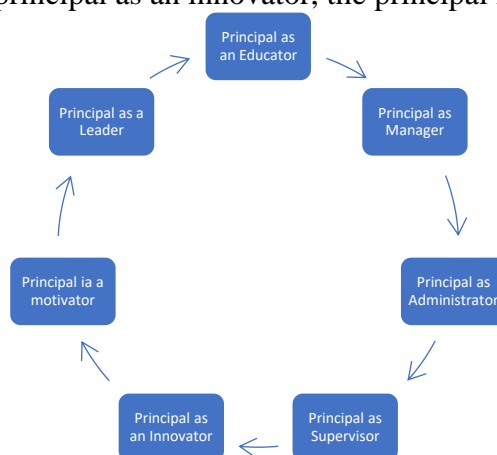 principal as an innovator, the principal
Principal as
an Educator
Principal as
Manager
Principal as
Administrator
Principal as
Supervisor
Principal as
an Innovator
Principal ia a
motivator
Principal as a
Leader